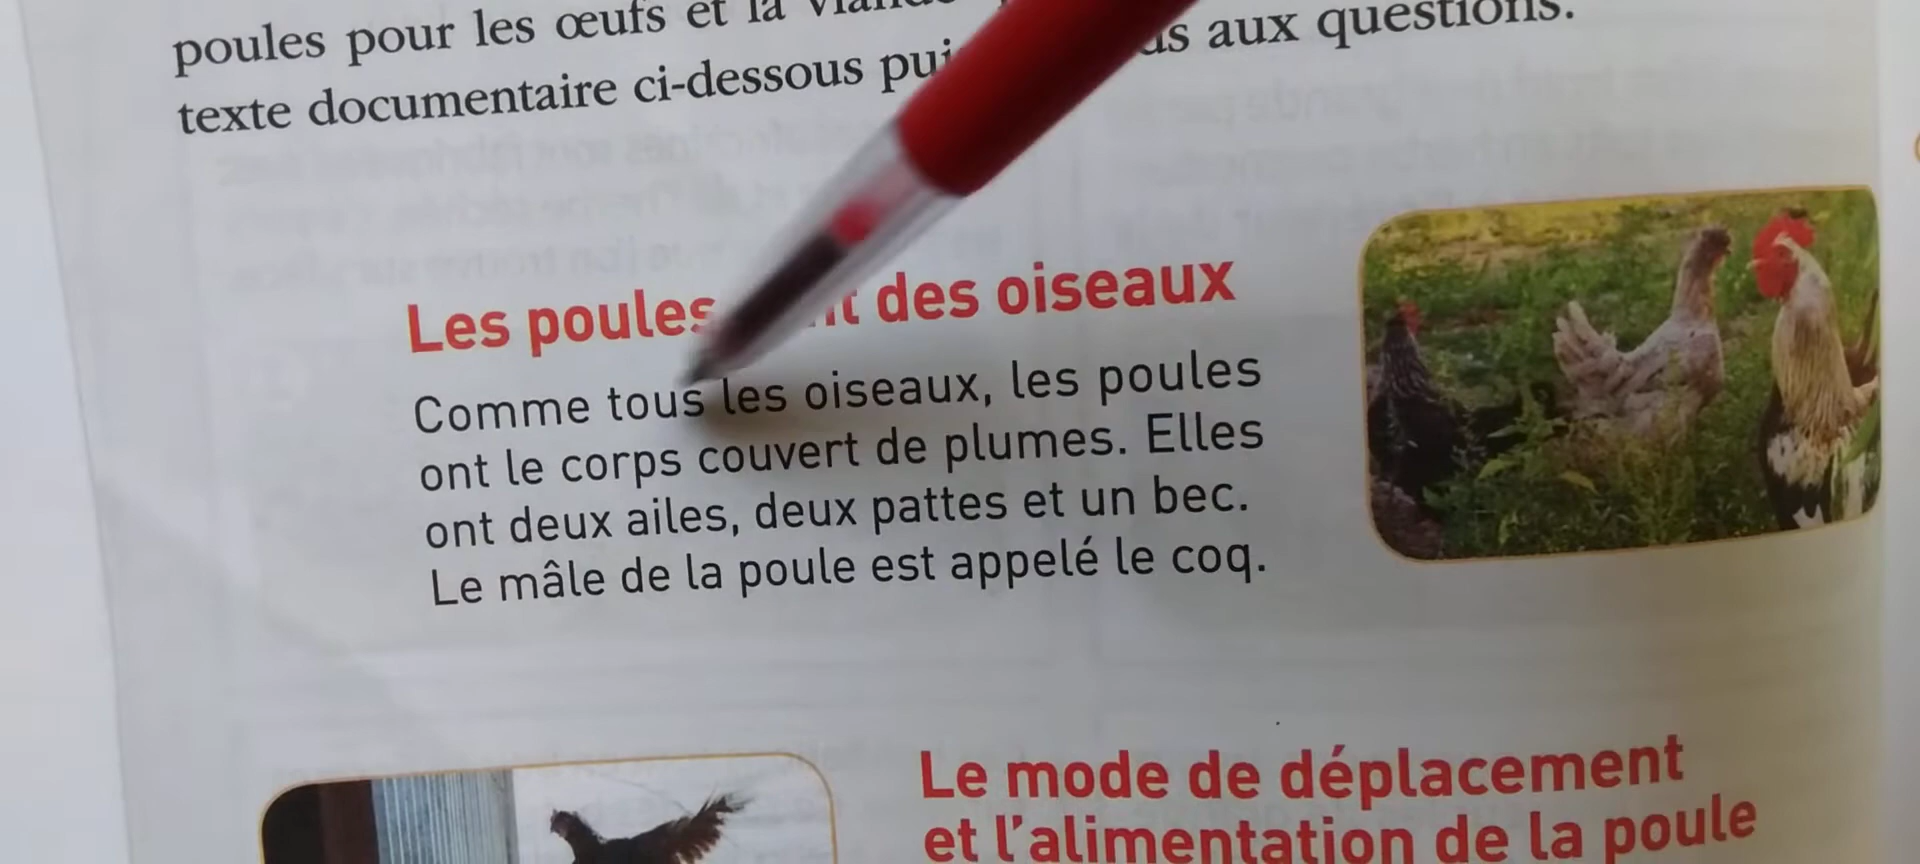 poules pour les œufs et la
texte documentaire ci-dessous aux questions.
Les poules des oiseaux
Comme tous les oiseaux, les poules
ont le corps couvert de plumes. Elles
ont deux ailes, deux pattes et un bec.
Le mâle de la poule est appelé le coq.
Le mode de déplacement
et l'alimentation de la poule